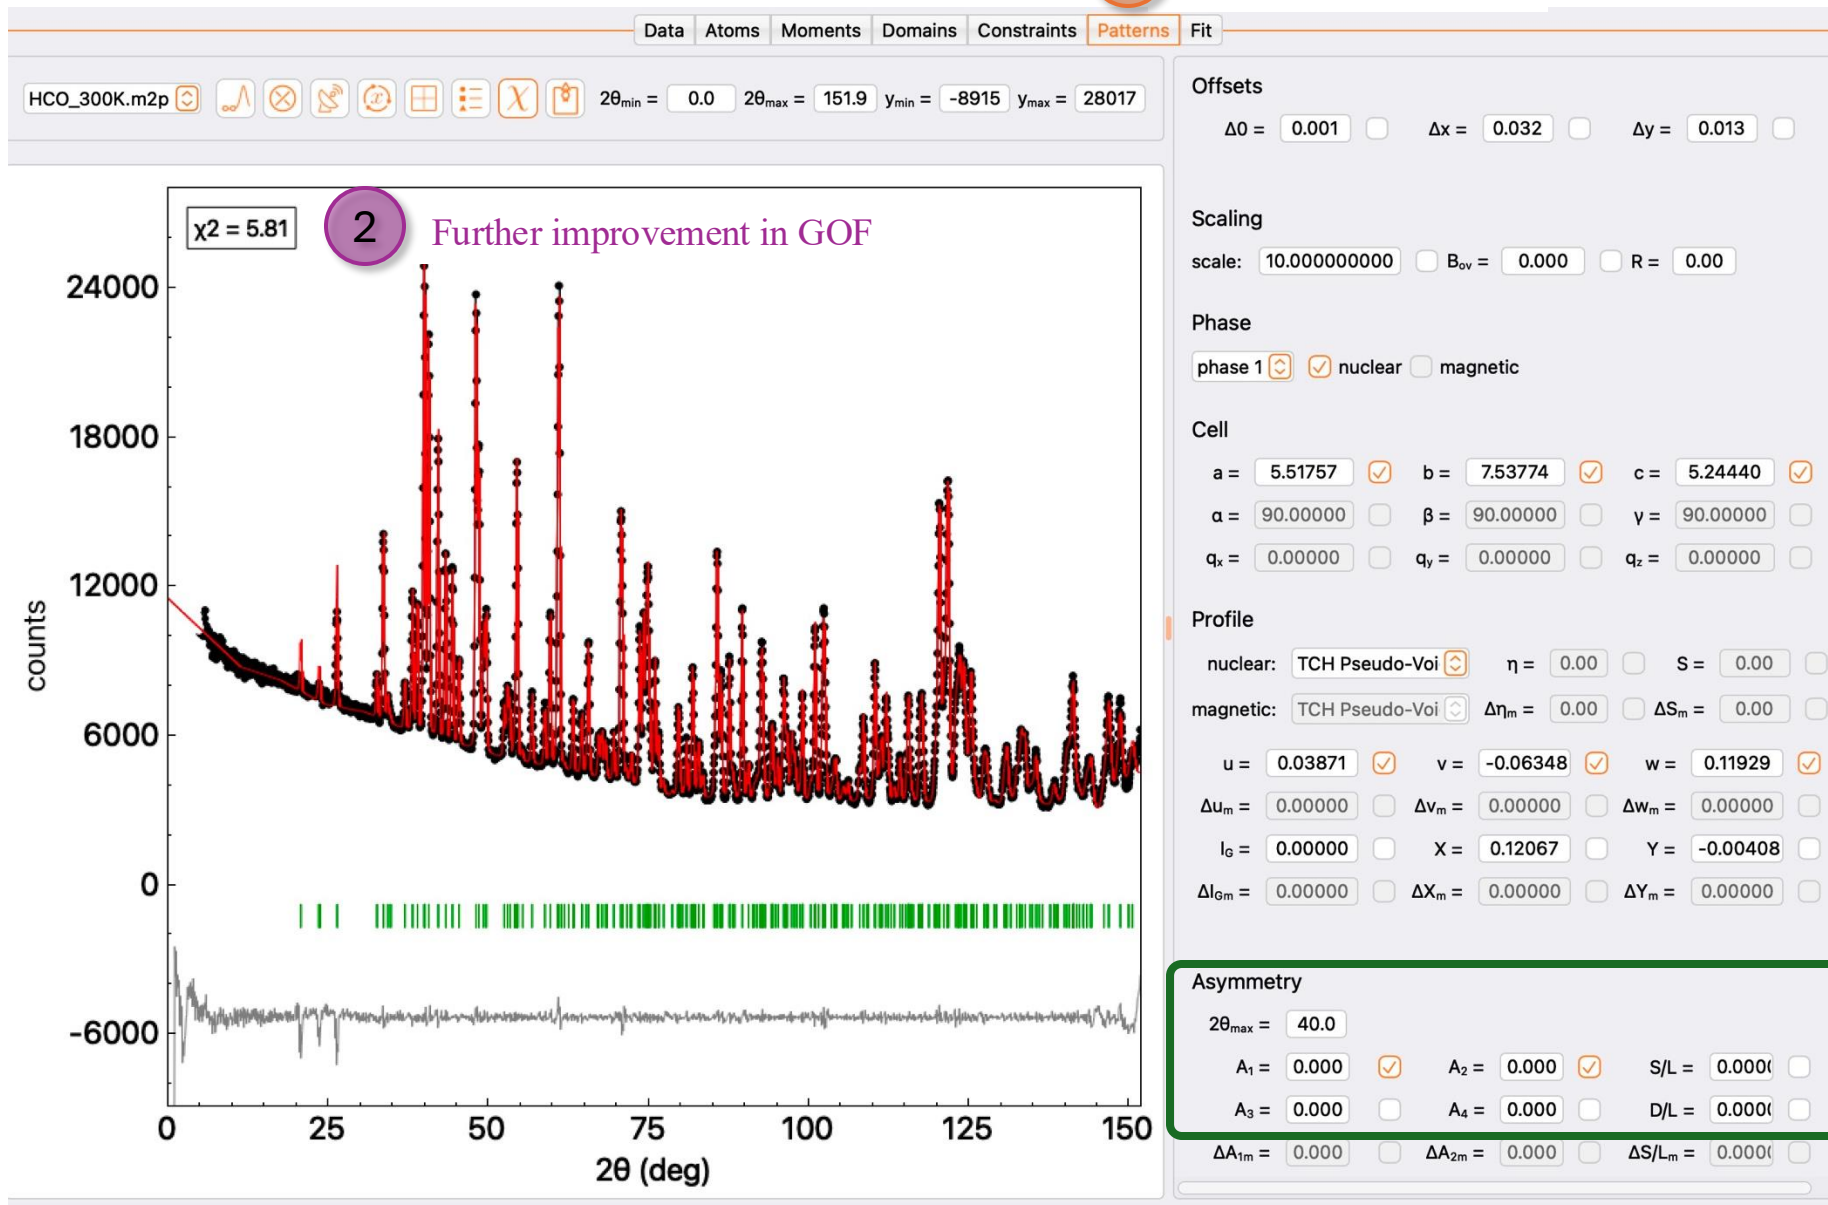 Data Atoms Moments Domains Constraints Patterns Fit
HCO_300K.m2p 2θmin = 0.0 2θmax = 151.9 ymin = -8915 ymax = 28017
χ2 = 5.81
2 Further improvement in GOF
24000
18000
12000
6000
0
-6000
counts
0 25 50 75 100 125 150
2θ (deg)
Offsets
Δ0 = 0.001 Δx = 0.032 Δy = 0.013
Scaling
scale: 10.000000000 Bov = 0.000 R = 0.00
Phase
phase 1 nuclear magnetic
Cell
a = 5.51757 b = 7.53774 c = 5.24440
α = 90.00000 β = 90.00000 γ = 90.00000
qx = 0.00000 qy = 0.00000 qz = 0.00000
Profile
nuclear: TCH Pseudo-Voi η = 0.00 S = 0.00
magnetic: TCH Pseudo-Voi Δηm = 0.00 ΔSm = 0.00
u = 0.03871 v = -0.06348 w = 0.11929
Δum = 0.00000 Δvm = 0.00000 Δwm = 0.00000
IG = 0.00000 X = 0.12067 Y = -0.00408
ΔIGm = 0.00000 ΔXm = 0.00000 ΔYm = 0.00000
Asymmetry
2θmax = 40.0
A1 = 0.000 A2 = 0.000 S/L = 0.000
A3 = 0.000 A4 = 0.000 D/L = 0.000
ΔA1m = 0.000 ΔA2m = 0.000 ΔS/Lm = 0.000